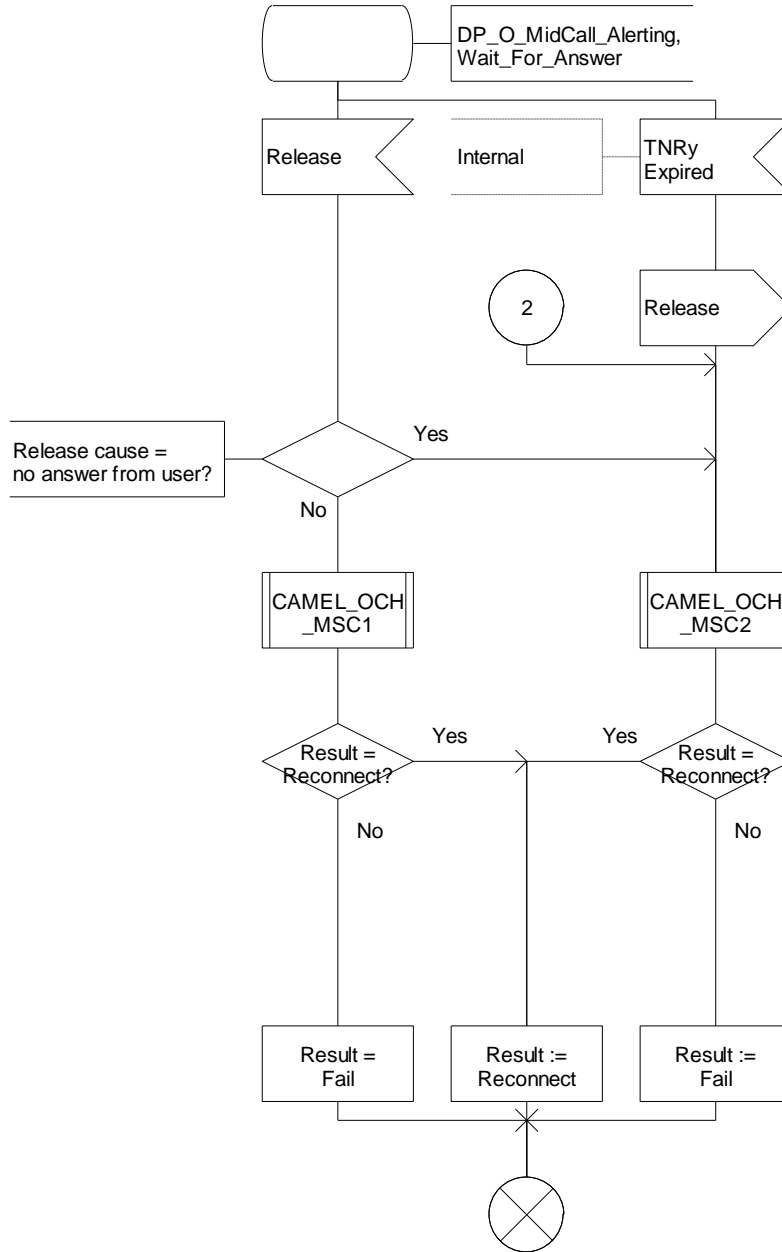 DP_O_MidCall_Alerting,
Wait_For_Answer
Release
Internal
TNRy
Expired
2
Release
Release cause =
no answer from user?
Yes
No
CAMEL_OCH
_MSC1
CAMEL_OCH
_MSC2
Result =
Reconnect?
Yes
Yes
Result =
Reconnect?
No
No
Result =
Fail
Result :=
Reconnect
Result :=
Fail